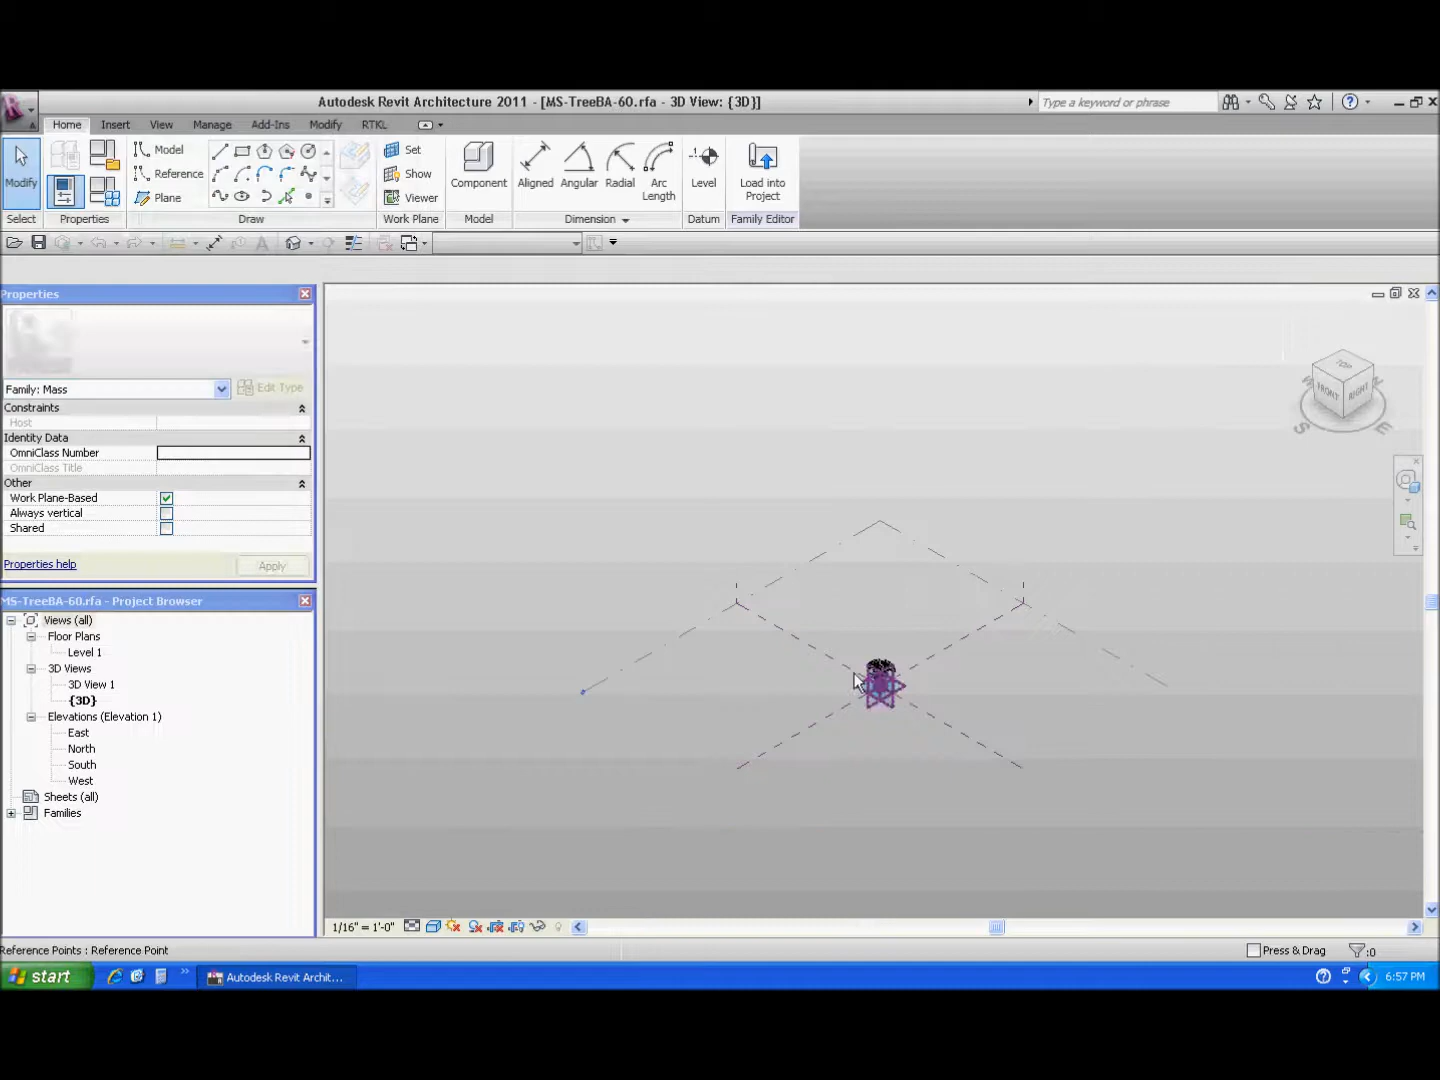 Autodesk Revit Architecture 2011 - [MS-TreeBA-60.rfa - 3D View: {3D}]
Type a keyword or phrase
Home Insert View Manage Add-Ins Modify RTKL
Modify
Model
Reference
Plane
Set
Show
Viewer
Component
Aligned
Angular
Radial
Arc
Length
Level
Load into
Project
Select Properties Draw Work Plane Model Dimension Datum Family Editor
Properties
Family: Mass
Edit Type
Constraints
Host
Identity Data
OmniClass Number
OmniClass Title
Other
Work Plane-Based
Always vertical
Shared
Properties help
Apply
MS-TreeBA-60.rfa - Project Browser
Views (all)
Floor Plans
Level 1
3D Views
3D View 1
{3D}
Elevations (Elevation 1)
East
North
South
West
Sheets (all)
Families
TOP
FRONT
RIGHT
W
N
S
E
1/16" = 1'-0"
Reference Points : Reference Point
Press & Drag
:0
start
Autodesk Revit Archit...
6:57 PM